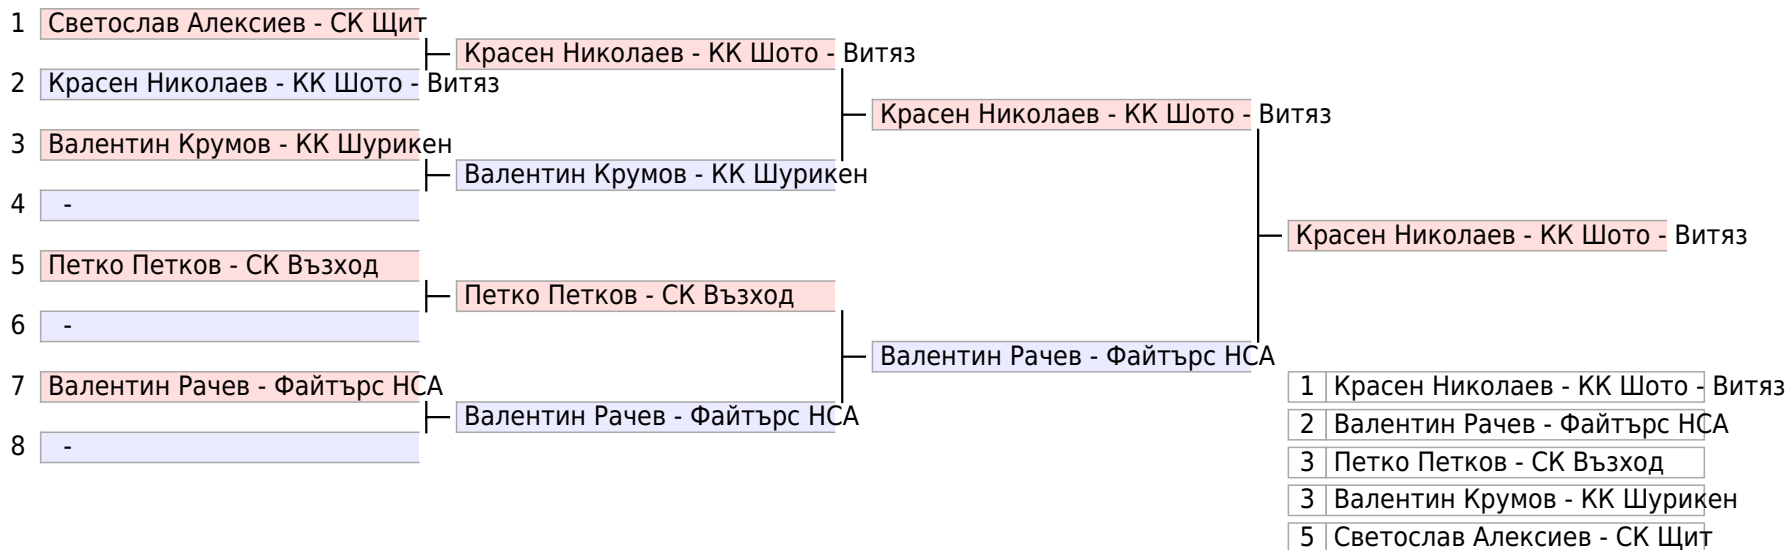 1 Светослав Алексиев - СК Щит
2 Красен Николаев - КК Шото - Витяз
3 Валентин Крумов - КК Шурикен
4 -
5 Петко Петков - СК Възход
6 -
7 Валентин Рачев - Файтърс НСА
8 -
Красен Николаев - КК Шото - Витяз
Валентин Крумов - КК Шурикен
Петко Петков - СК Възход
Валентин Рачев - Файтърс НСА
Красен Николаев - КК Шото - Витяз
Валентин Рачев - Файтърс НСА
Красен Николаев - КК Шото - Витяз
1 Красен Николаев - КК Шото - Витяз
2 Валентин Рачев - Файтърс НСА
3 Петко Петков - СК Възход
3 Валентин Крумов - КК Шурикен
5 Светослав Алексиев - СК Щит